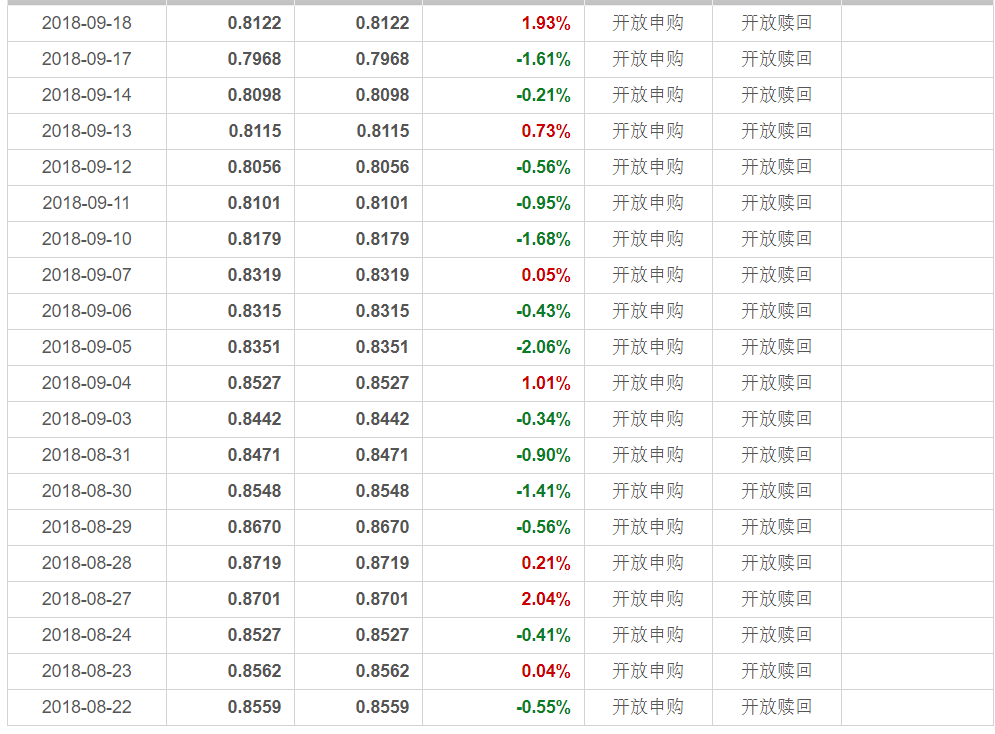 2018-09-18 0.8122 0.8122 1.93% 开放申购 开放赎回
2018-09-17 0.7968 0.7968 -1.61% 开放申购 开放赎回
2018-09-14 0.8098 0.8098 -0.21% 开放申购 开放赎回
2018-09-13 0.8115 0.8115 0.73% 开放申购 开放赎回
2018-09-12 0.8056 0.8056 -0.56% 开放申购 开放赎回
2018-09-11 0.8101 0.8101 -0.95% 开放申购 开放赎回
2018-09-10 0.8179 0.8179 -1.68% 开放申购 开放赎回
2018-09-07 0.8319 0.8319 0.05% 开放申购 开放赎回
2018-09-06 0.8315 0.8315 -0.43% 开放申购 开放赎回
2018-09-05 0.8351 0.8351 -2.06% 开放申购 开放赎回
2018-09-04 0.8527 0.8527 1.01% 开放申购 开放赎回
2018-09-03 0.8442 0.8442 -0.34% 开放申购 开放赎回
2018-08-31 0.8471 0.8471 -0.90% 开放申购 开放赎回
2018-08-30 0.8548 0.8548 -1.41% 开放申购 开放赎回
2018-08-29 0.8670 0.8670 -0.56% 开放申购 开放赎回
2018-08-28 0.8719 0.8719 0.21% 开放申购 开放赎回
2018-08-27 0.8701 0.8701 2.04% 开放申购 开放赎回
2018-08-24 0.8527 0.8527 -0.41% 开放申购 开放赎回
2018-08-23 0.8562 0.8562 0.04% 开放申购 开放赎回
2018-08-22 0.8559 0.8559 -0.55% 开放申购 开放赎回